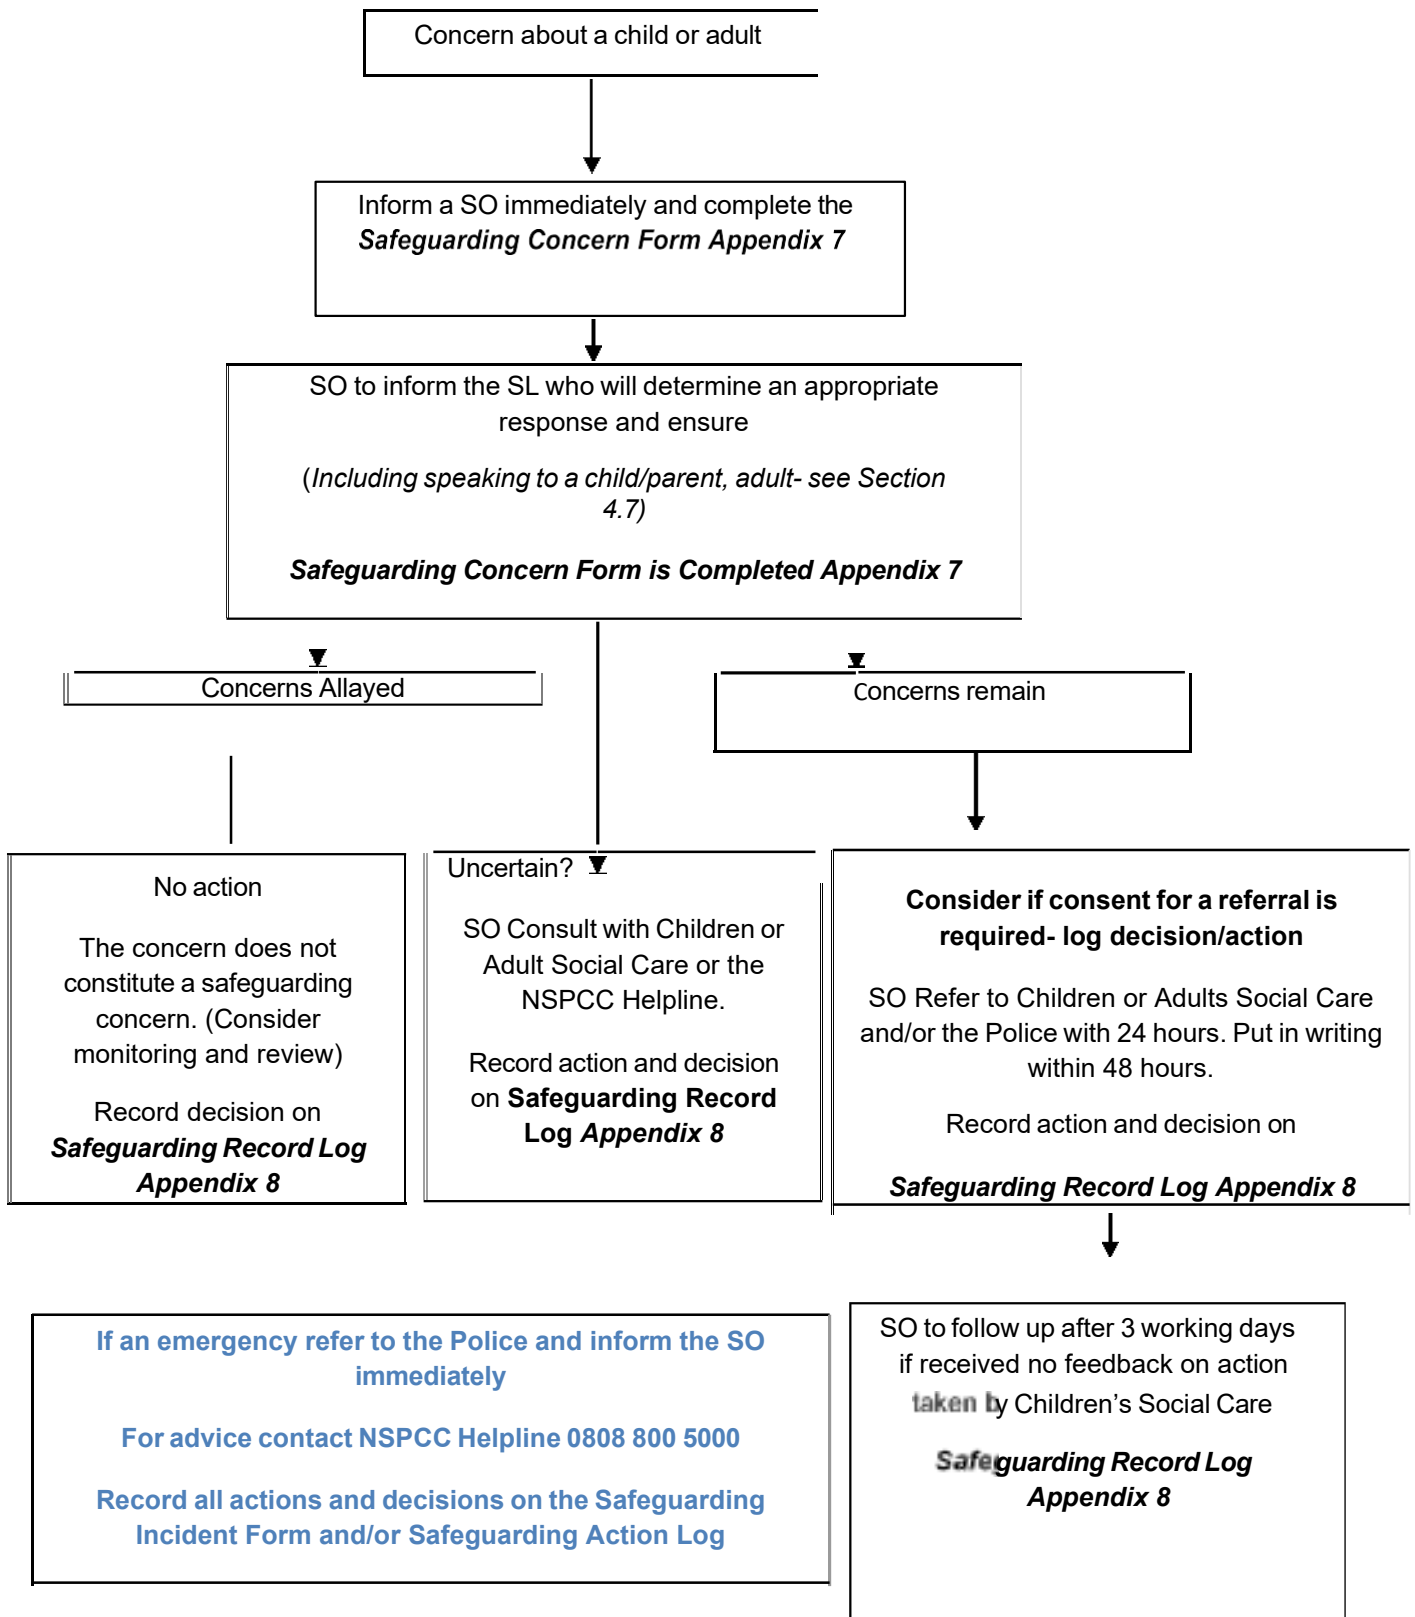 Concern about a child or adult
Inform a SO immediately and complete the
Safeguarding Concern Form Appendix 7
SO to inform the SL who will determine an appropriate
response and ensure
(Including speaking to a child/parent, adult- see Section
4.7)
Safeguarding Concern Form is Completed Appendix 7
Concerns Allayed
Concerns remain
No action
The concern does not
constitute a safeguarding
concern. (Consider
monitoring and review)
Record decision on
Safeguarding Record Log
Appendix 8
Uncertain?
SO Consult with Children or
Adult Social Care or the
NSPCC Helpline.
Record action and decision
on Safeguarding Record
Log Appendix 8
Consider if consent for a referral is
required- log decision/action
SO Refer to Children or Adults Social Care
and/or the Police with 24 hours. Put in writing
within 48 hours.
Record action and decision on
Safeguarding Record Log Appendix 8
If an emergency refer to the Police and inform the SO
immediately
For advice contact NSPCC Helpline 0808 800 5000
Record all actions and decisions on the Safeguarding
Incident Form and/or Safeguarding Action Log
SO to follow up after 3 working days
if received no feedback on action
taken by Children's Social Care
Safeguarding Record Log
Appendix 8